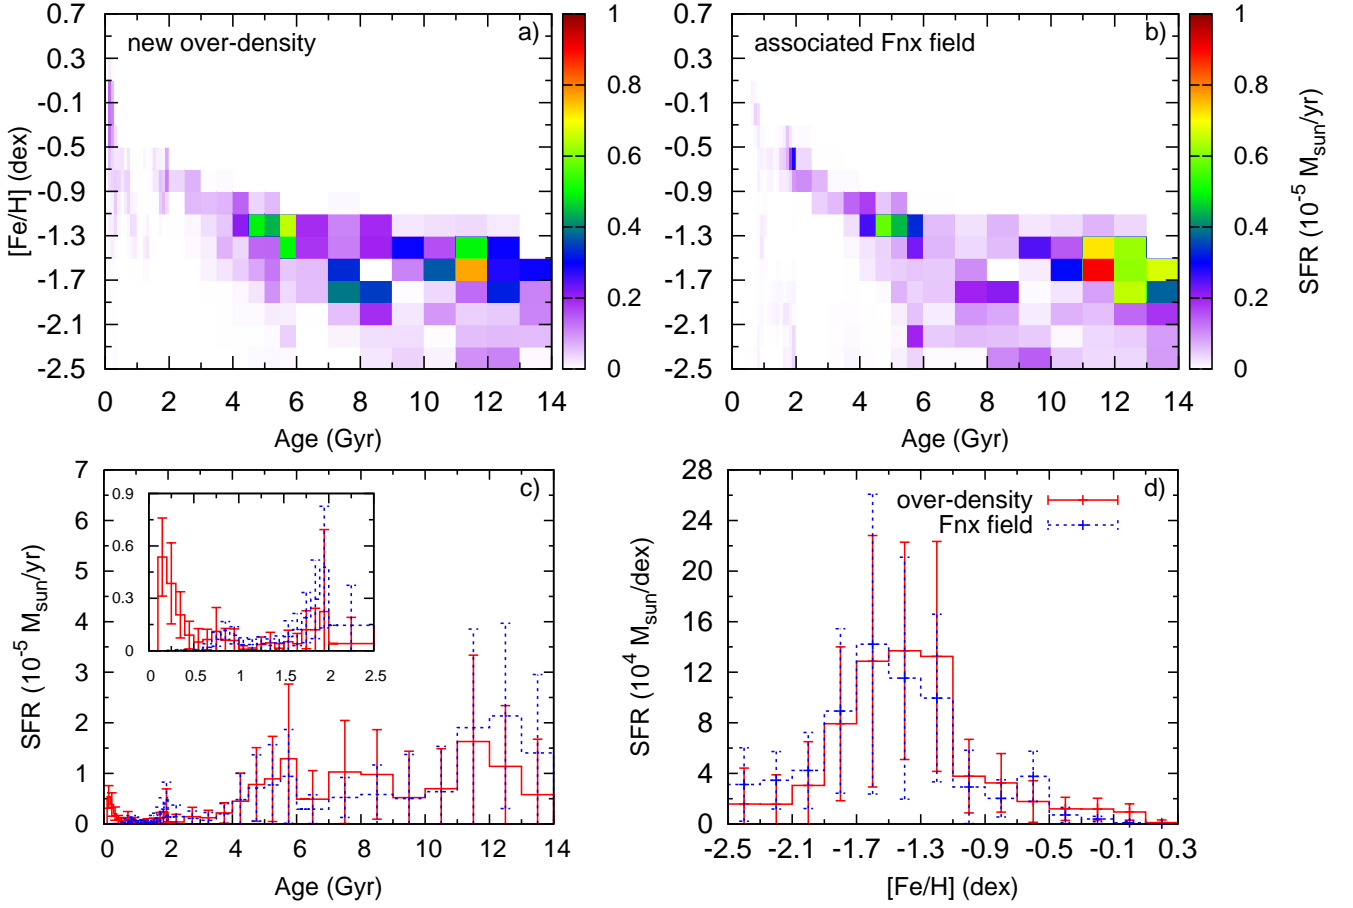 new over-density
a)
0.7
0.3
-0.1
-0.5
-0.9
-1.3
-1.7
-2.1
-2.5
[Fe/H] (dex)
0 2 4 6 8 10 12 14
Age (Gyr)
1
0.8
0.6
0.4
0.2
0
associated Fnx field
b)
0.7
0.3
-0.1
-0.5
-0.9
-1.3
-1.7
-2.1
-2.5
0 2 4 6 8 10 12 14
Age (Gyr)
1
0.8
0.6
0.4
0.2
0
SFR (10-5 Msun/yr)
c)
7
6
5
4
3
2
1
0
SFR (10-5 Msun/yr)
0 2 4 6 8 10 12 14
Age (Gyr)
0.9
0.6
0.3
0
0 0.5 1 1.5 2 2.5
d)
over-density
Fnx field
28
24
20
16
12
8
4
0
SFR (104 Msun/dex)
-2.5 -2.1 -1.7 -1.3 -0.9 -0.5 -0.1 0.3
[Fe/H] (dex)